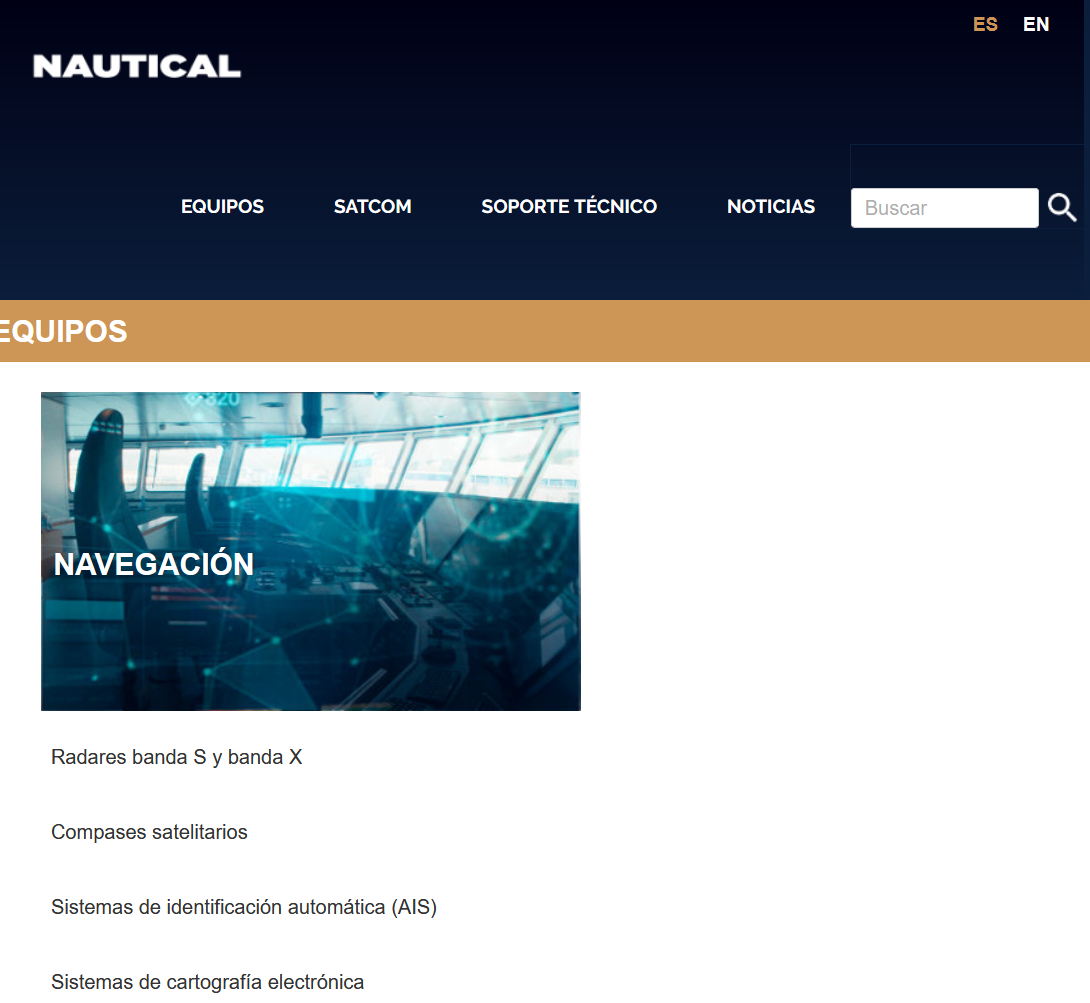 ES EN
NAUTICAL
EQUIPOS SATCOM SOPORTE TÉCNICO NOTICIAS Buscar
EQUIPOS
820
NAVEGACIÓN
Radares banda S y banda X
Compases satelitarios
Sistemas de identificación automática (AIS)
Sistemas de cartografía electrónica